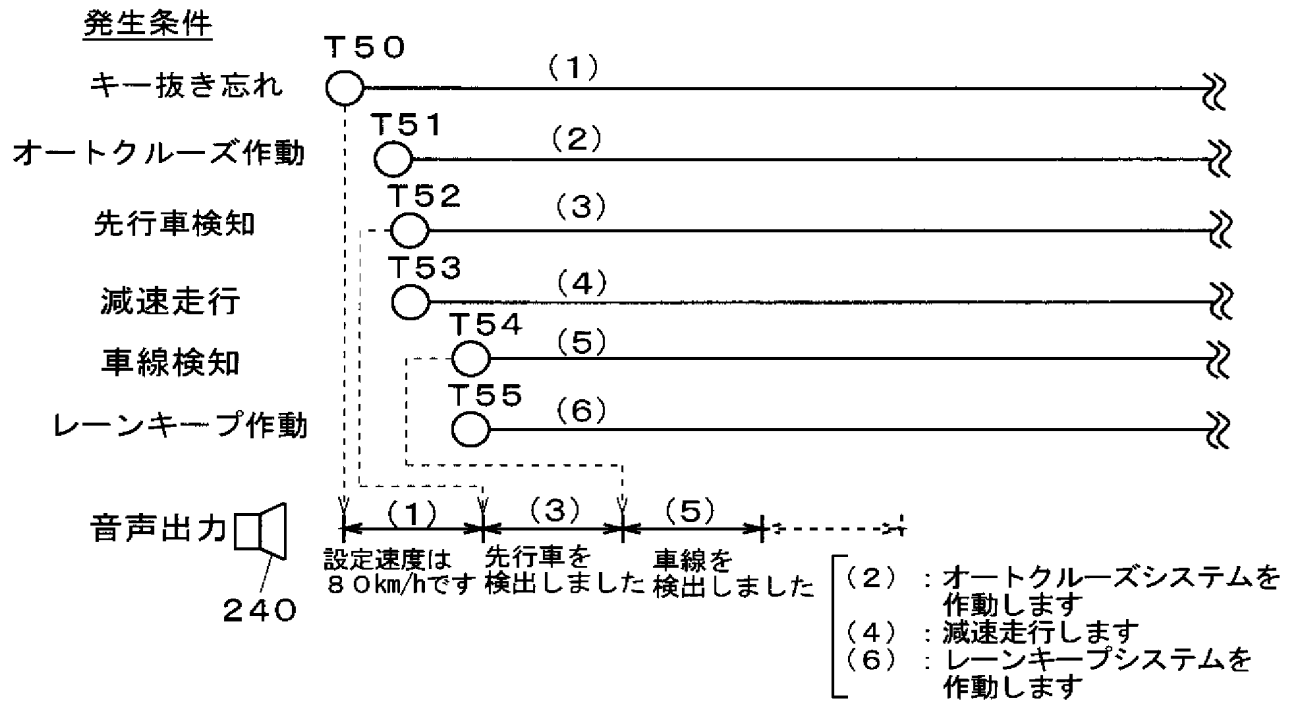 発生条件
T50
キー抜き忘れ
(1)
T51
オートクルーズ作動
(2)
T52
先行車検知
(3)
T53
減速走行
(4)
T54
車線検知
(5)
T55
レーンキープ作動
(6)
音声出力
(1)
(3)
(5)
240
設定速度は
80km/hです
先行車を
検出しました
車線を
検出しました
(2):オートクルーズシステムを
作動します
(4):減速走行します
(6):レーンキープシステムを
作動します